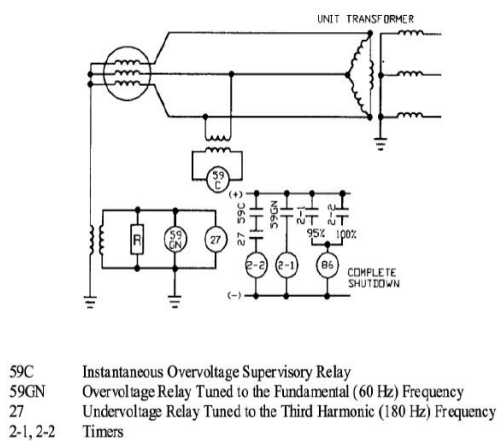 UNIT TRANSFORMER
59
C
(+)
59C
59GN
2-1
2-2
27
95%
100%
R
59
GN
27
2-2
2-1
86
COMPLETE
SHUTDOWN
(-)
59C Instantaneous Overvoltage Supervisory Relay
59GN Overvoltage Relay Tuned to the Fundamental (60 Hz) Frequency
27 Undervoltage Relay Tuned to the Third Harmonic (180 Hz) Frequency
2-1, 2-2 Timers